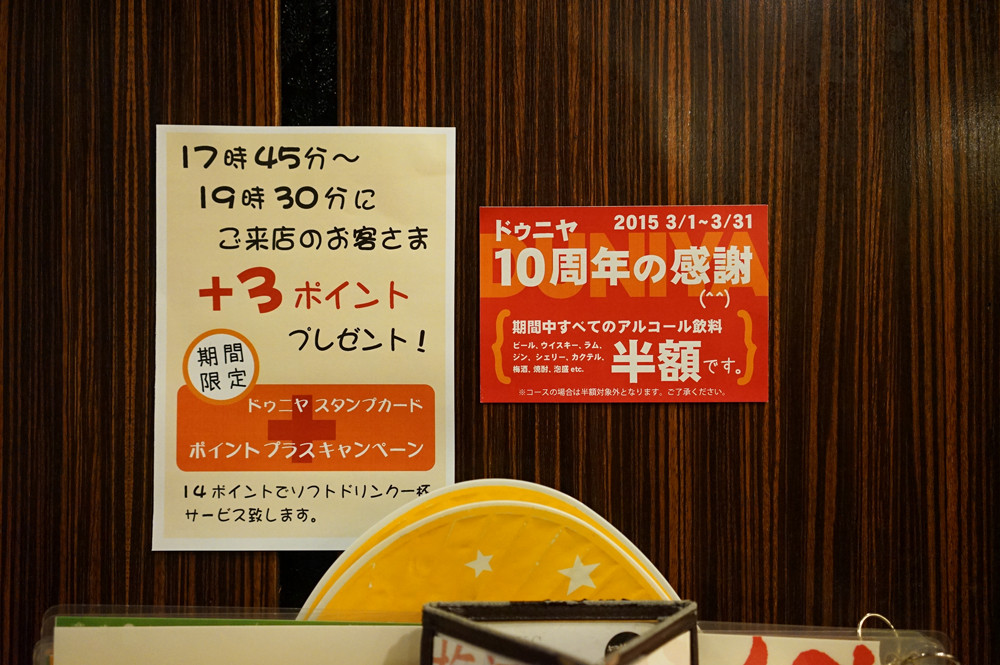 17時45分～
19時30分に
ご来店のお客さま
+3ポイント
プレゼント！
期間
限定
ドゥニヤ スタンプカード
ポイントプラスキャンペーン
14ポイントでソフトドリンク一杯
サービス致します。
ドゥニヤ 2015 3/1~3/31
DUNIYA
10周年の感謝
(^^)
期間中すべてのアルコール飲料
ビール、ウイスキー、ラム、
ジン、シェリー、カクテル、
梅酒、焼酎、泡盛 etc.
半額です。
※コースの場合は半額対象外となります。ご了承ください。